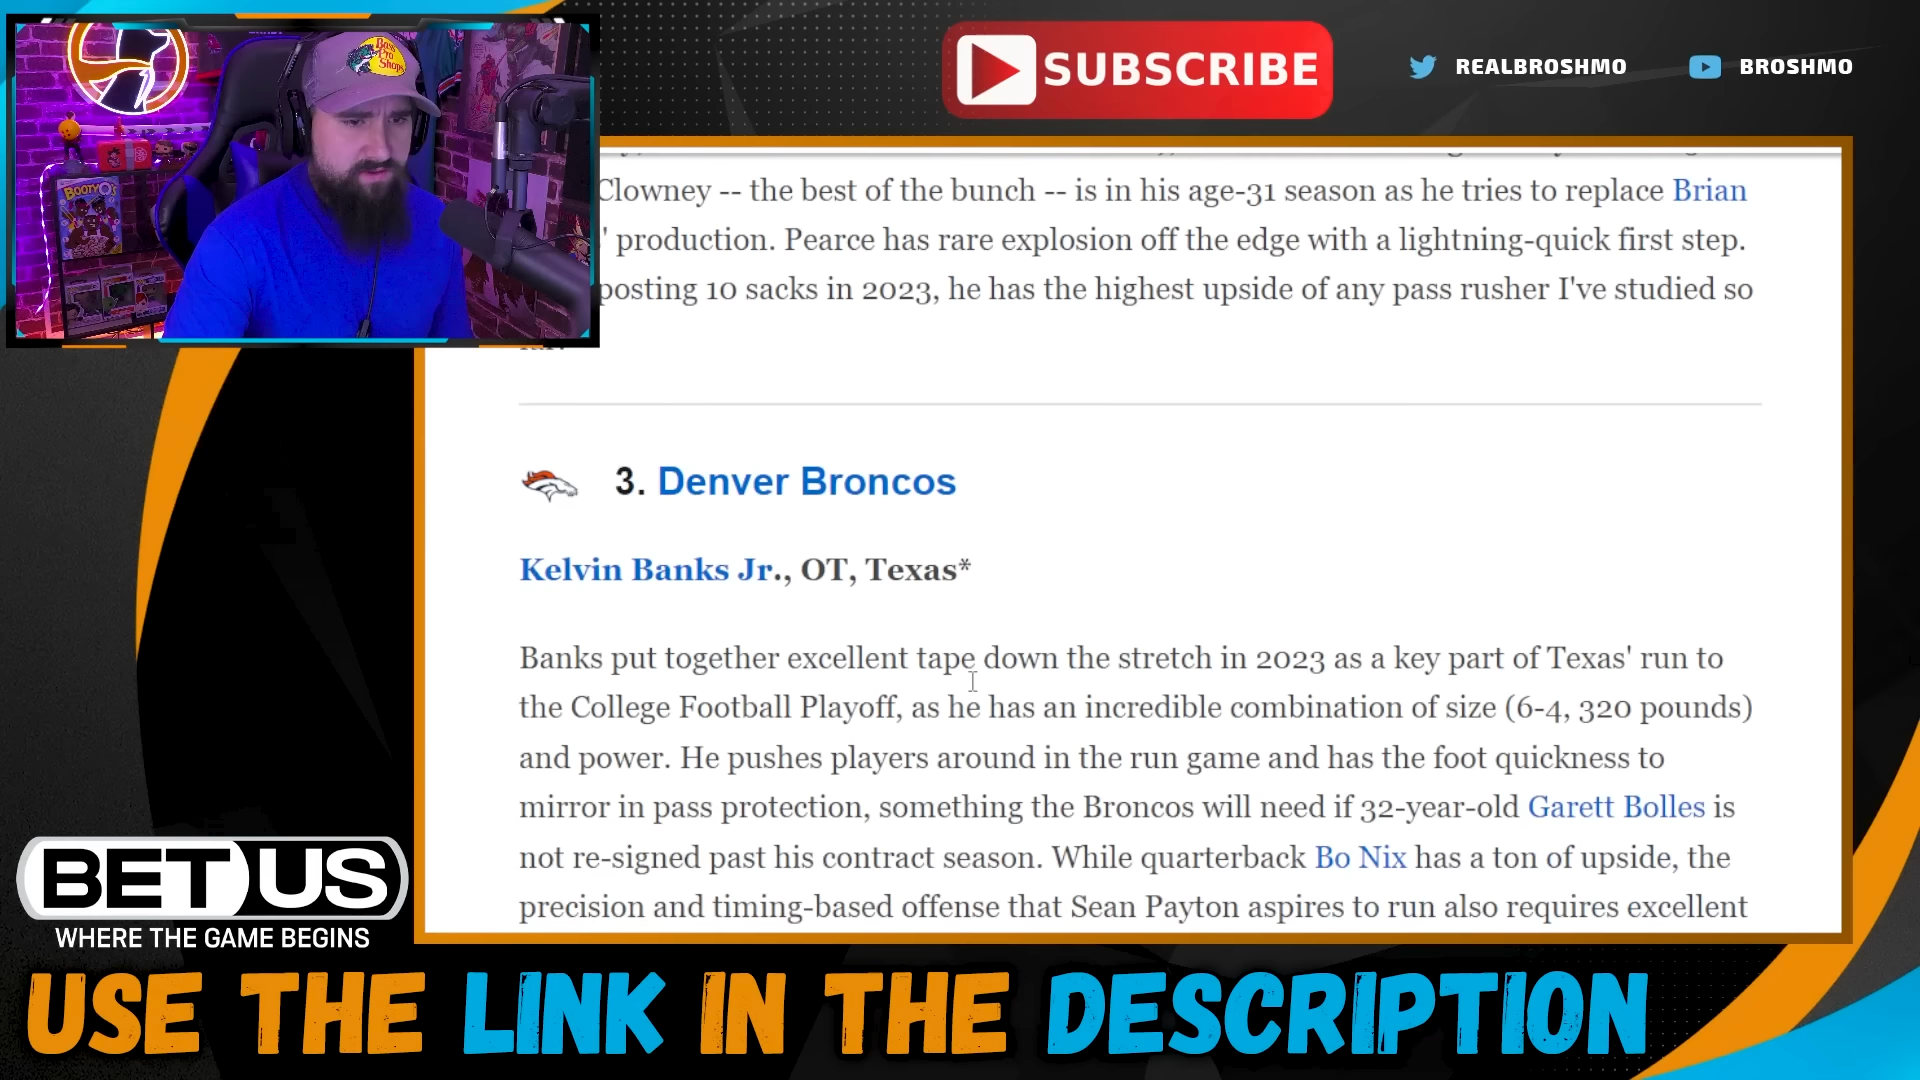 Bass Pro Shops
BOOTYO'S
SUBSCRIBE
REALBROSHMO
BROSHMO
Clowney -- the best of the bunch -- is in his age-31 season as he tries to replace Brian
' production. Pearce has rare explosion off the edge with a lightning-quick first step.
posting 10 sacks in 2023, he has the highest upside of any pass rusher I've studied so
3. Denver Broncos
Kelvin Banks Jr., OT, Texas*
Banks put together excellent tape down the stretch in 2023 as a key part of Texas' run to
the College Football Playoff, as he has an incredible combination of size (6-4, 320 pounds)
and power. He pushes players around in the run game and has the foot quickness to
mirror in pass protection, something the Broncos will need if 32-year-old Garett Bolles is
not re-signed past his contract season. While quarterback Bo Nix has a ton of upside, the
precision and timing-based offense that Sean Payton aspires to run also requires excellent
BET US
WHERE THE GAME BEGINS
USE THE LINK IN THE DESCRIPTION